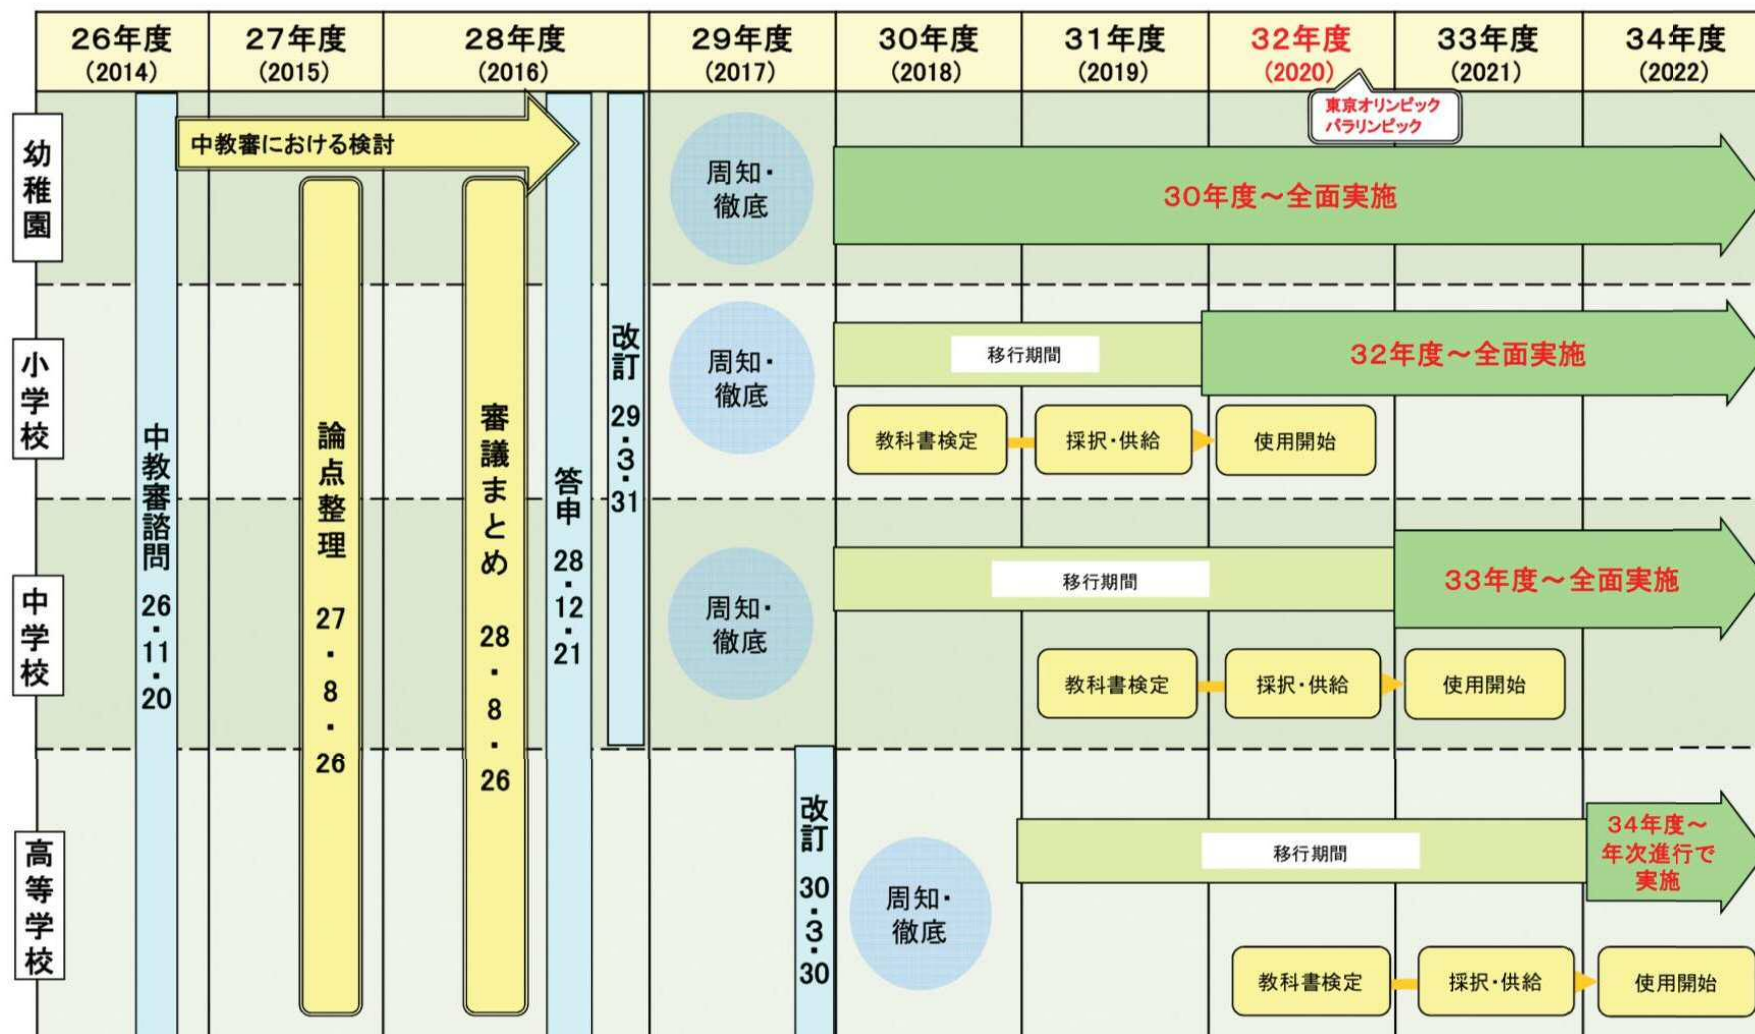 26年度
(2014)
27年度
(2015)
28年度
(2016)
29年度
(2017)
30年度
(2018)
31年度
(2019)
32年度
(2020)
33年度
(2021)
34年度
(2022)
東京オリンピック
パラリンピック
幼稚園
中教審における検討
周知・
徹底
30年度～全面実施
小学校
周知・
徹底
移行期間
32年度～全面実施
教科書検定
採択・供給
使用開始
中教審諮問 26・11・20
論点整理 27・8・26
審議まとめ 28・8・26
答申 28・12・21
改訂 29・3・31
中学校
周知・
徹底
移行期間
33年度～全面実施
教科書検定
採択・供給
使用開始
高等学校
改訂 30・3・30
周知・
徹底
移行期間
34年度～
年次進行で
実施
教科書検定
採択・供給
使用開始